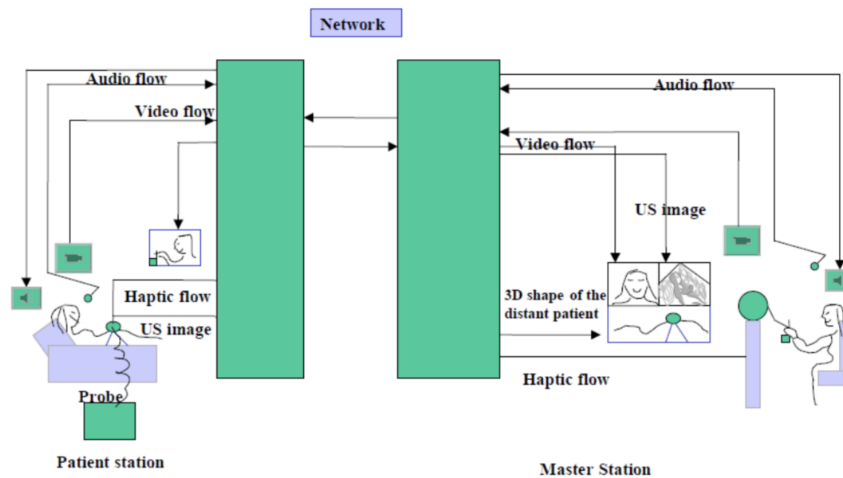 Network
Audio flow
Video flow
Haptic flow
US image
Probe
Patient station
Audio flow
Video flow
US image
3D shape of the
distant patient
Haptic flow
Master Station